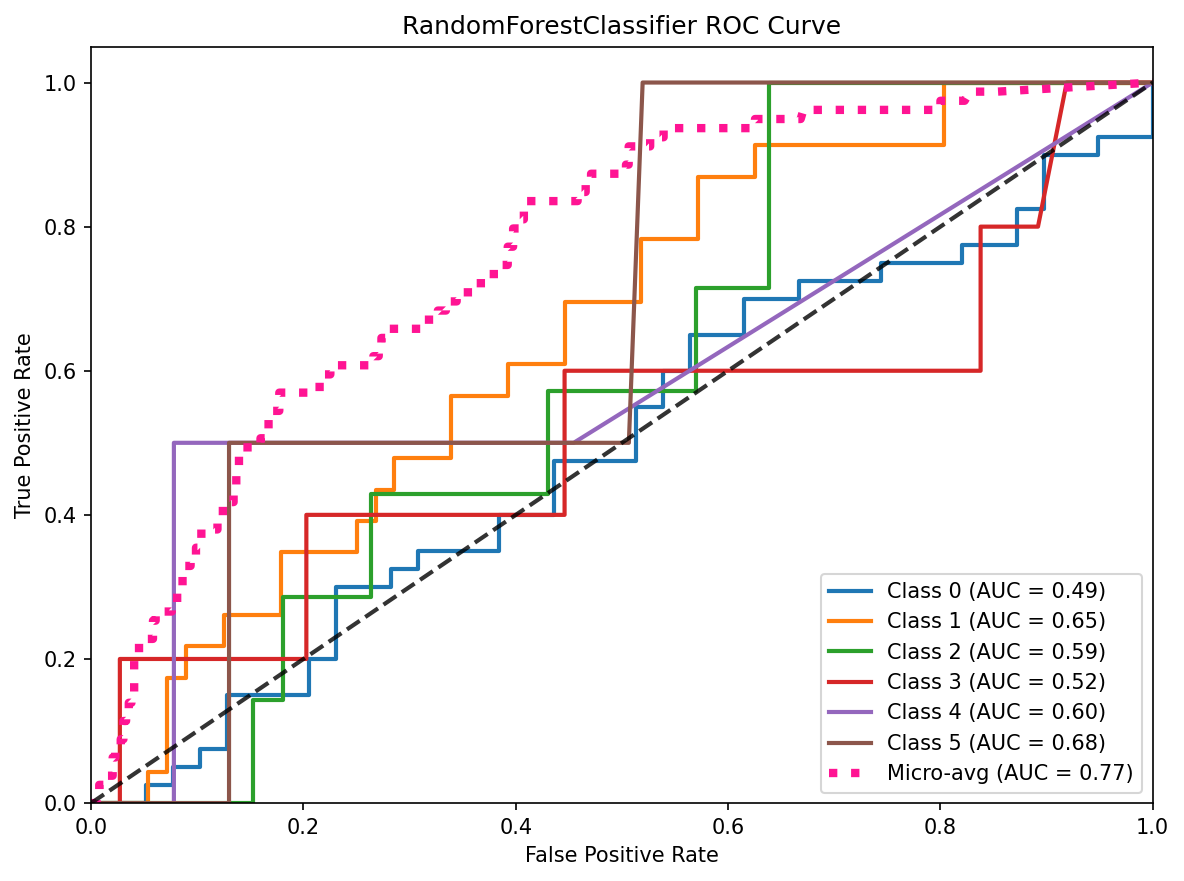 RandomForestClassifier ROC Curve
True Positive Rate
1.0
0.8
0.6
0.4
0.2
0.0
0.0 0.2 0.4 0.6 0.8 1.0
False Positive Rate
Class 0 (AUC = 0.49)
Class 1 (AUC = 0.65)
Class 2 (AUC = 0.59)
Class 3 (AUC = 0.52)
Class 4 (AUC = 0.60)
Class 5 (AUC = 0.68)
Micro-avg (AUC = 0.77)